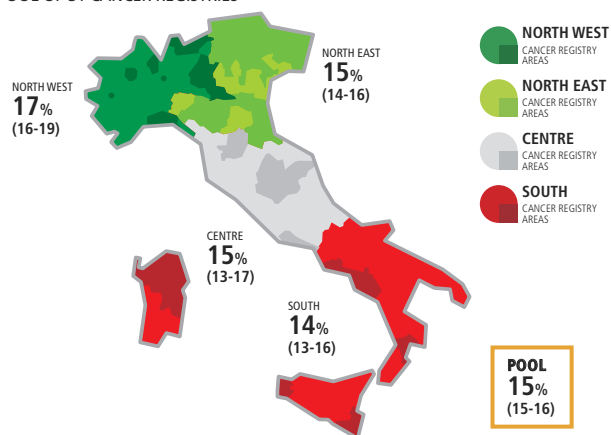 NORTH WEST
17%
(16-19)
NORTH EAST
15%
(14-16)
CENTRE
15%
(13-17)
SOUTH
14%
(13-16)
NORTH WEST
CANCER REGISTRY
AREAS
NORTH EAST
CANCER REGISTRY
AREAS
CENTRE
CANCER REGISTRY
AREAS
SOUTH
CANCER REGISTRY
AREAS
POOL
15%
(15-16)